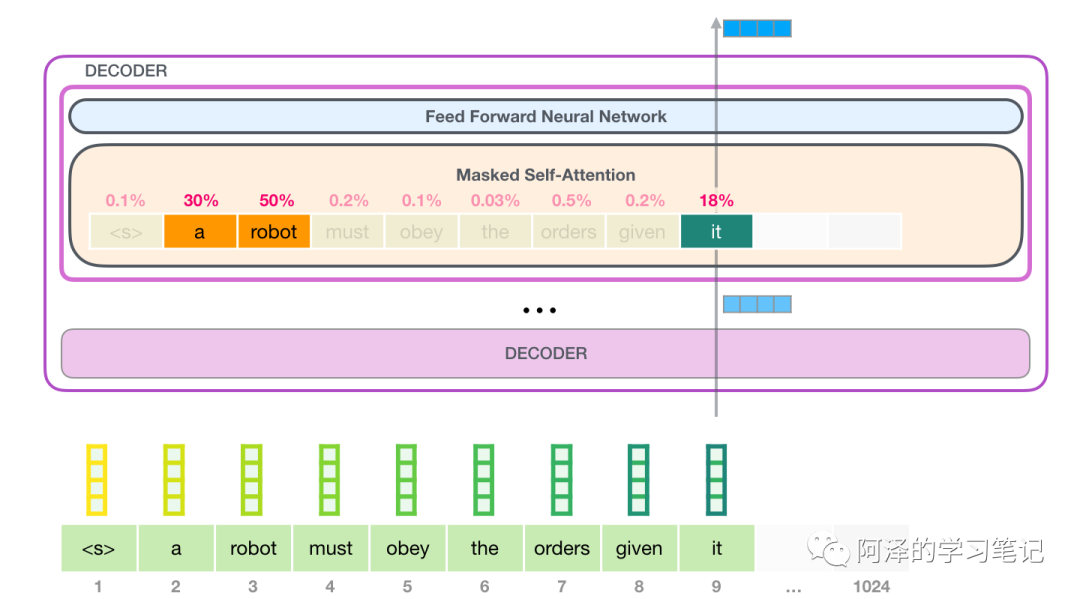 DECODER
Feed Forward Neural Network
Masked Self-Attention
0.1% 30% 50% 0.2% 0.1% 0.03% 0.5% 0.2% 18%
<s> a robot must obey the orders given it
...
DECODER
<s> a robot must obey the orders given it
阿泽的学习笔记
1 2 3 4 5 6 7 8 9 ... 1024